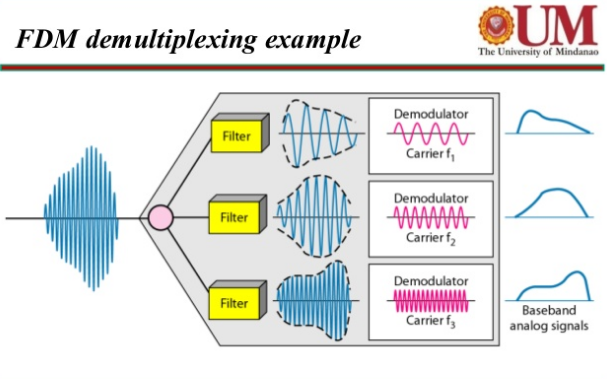 FDM demultiplexing example
UM
The University of Mindanao
Filter
Demodulator
Carrier f₁
Filter
Demodulator
Carrier f₂
Filter
Demodulator
Carrier f₃
Baseband
analog signals